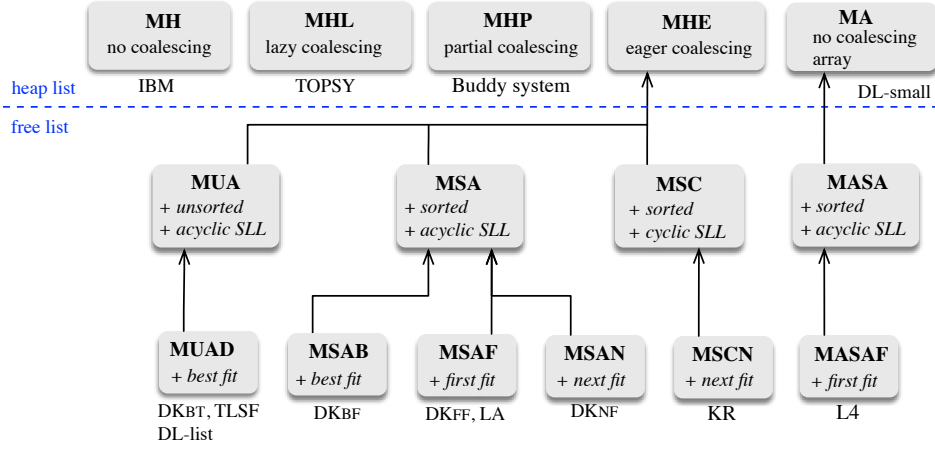 MH
no coalescing
IBM
MHL
lazy coalescing
TOPSY
MHP
partial coalescing
Buddy system
MHE
eager coalescing
MA
no coalescing
array
DL-small
heap list
free list
MUA
+ unsorted
+ acyclic SLL
MSA
+ sorted
+ acyclic SLL
MSC
+ sorted
+ cyclic SLL
MASA
+ sorted
+ acyclic SLL
MUAD
+ best fit
DKBT, TLSF
DL-list
MSAB
+ best fit
DKBF
MSAF
+ first fit
DKFF, LA
MSAN
+ next fit
DKNF
MSCN
+ next fit
KR
MASAF
+ first fit
L4